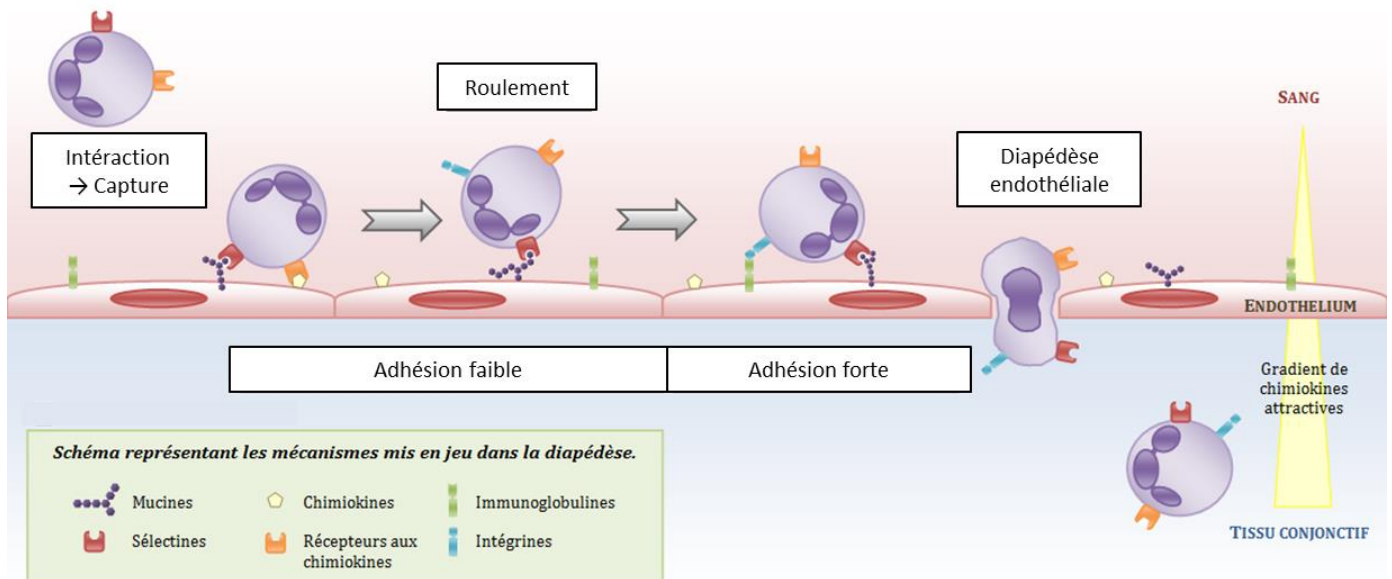 Intéraction
→ Capture
Roulement
Diapédèse
endothéliale
SANG
ENDOTHELIUM
Adhésion faible
Adhésion forte
Gradient de
chimiokines
attractives
TISSU CONJONCTIF
Schéma représentant les mécanismes mis en jeu dans la diapédèse.
Mucines
Chimiokines
Immunoglobulines
Sélectines
Récepteurs aux
chimiokines
Intégrines